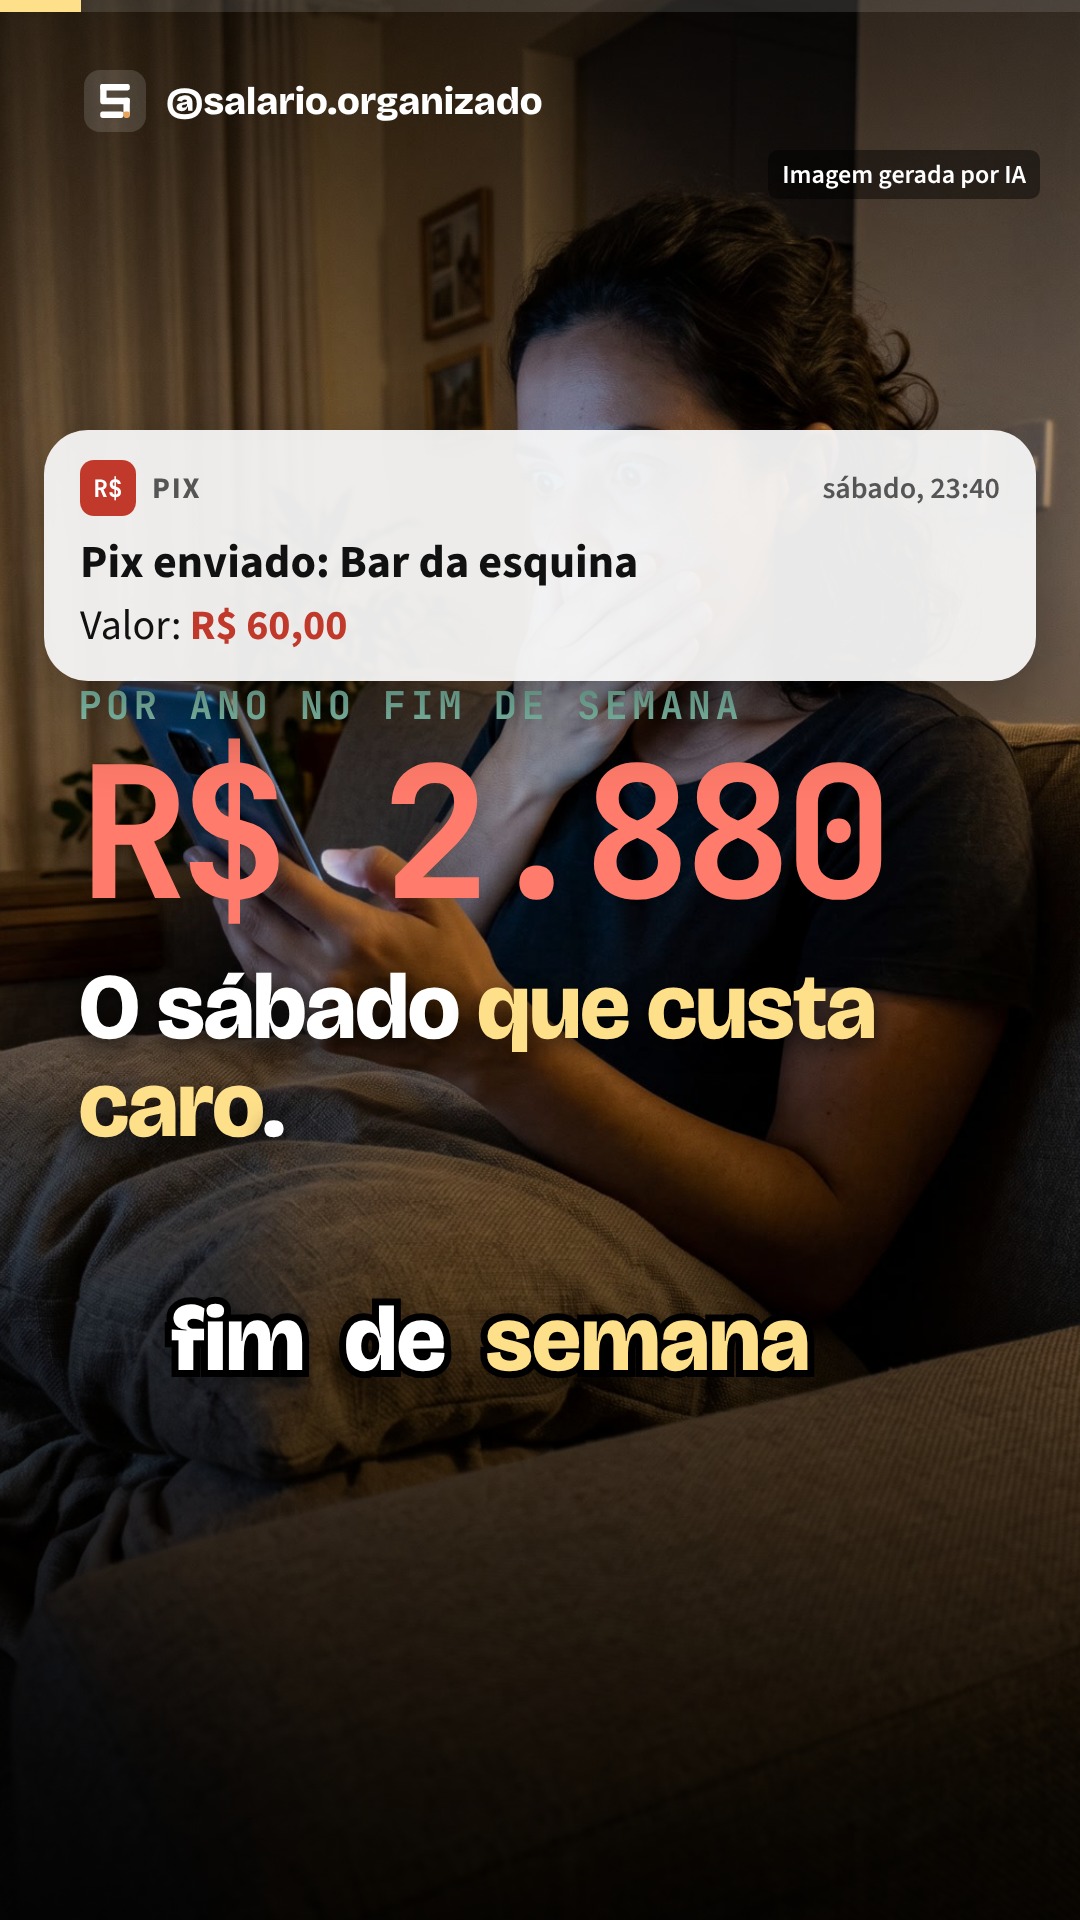 @salario.organizado
Imagem gerada por IA
R$ PIX sábado, 23:40
Pix enviado: Bar da esquina
Valor: R$ 60,00
POR ANO NO FIM DE SEMANA
R$ 2.880
O sábado que custa
caro.
fim de semana